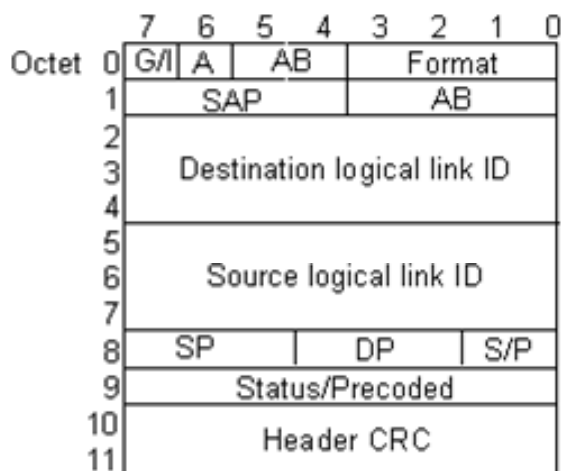 7 6 5 4 3 2 1 0
Octet 0 G/I A AB Format
1 SAP AB
2
3 Destination logical link ID
4
5
6 Source logical link ID
7
8 SP DP S/P
9 Status/Precoded
10
Header CRC
11